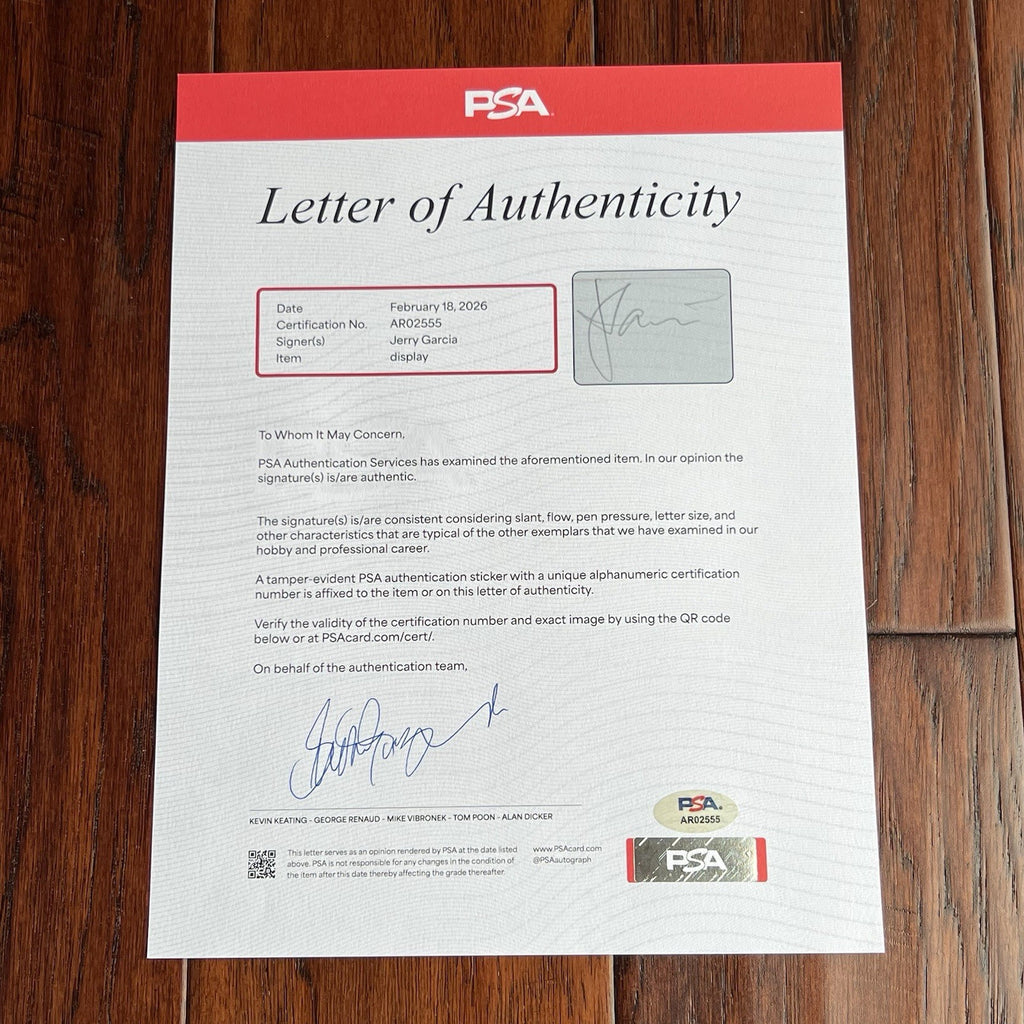 PSA
Letter of Authenticity
Date February 18, 2026
Certification No. AR02555
Signer(s) Jerry Garcia
Item display
To Whom It May Concern,
PSA Authentication Services has examined the aforementioned item. In our opinion the
signature(s) is/are authentic.
The signature(s) is/are consistent considering slant, flow, pen pressure, letter size, and
other characteristics that are typical of the other exemplars that we have examined in our
hobby and professional career.
A tamper-evident PSA authentication sticker with a unique alphanumeric certification
number is affixed to the item or on this letter of authenticity.
Verify the validity of the certification number and exact image by using the QR code
below or at PSAcard.com/cert/.
On behalf of the authentication team,
KEVIN KEATING - GEORGE RENAUD - MIKE VIBRONEK - TOM POON - ALAN DICKER
This letter serves as an opinion rendered by PSA at the date listed
above. PSA is not responsible for any changes in the condition of
the item after this date thereby affecting the grade thereafter.
www.PSAcard.com
@PSAautograph
PSA
AR02555
PSA